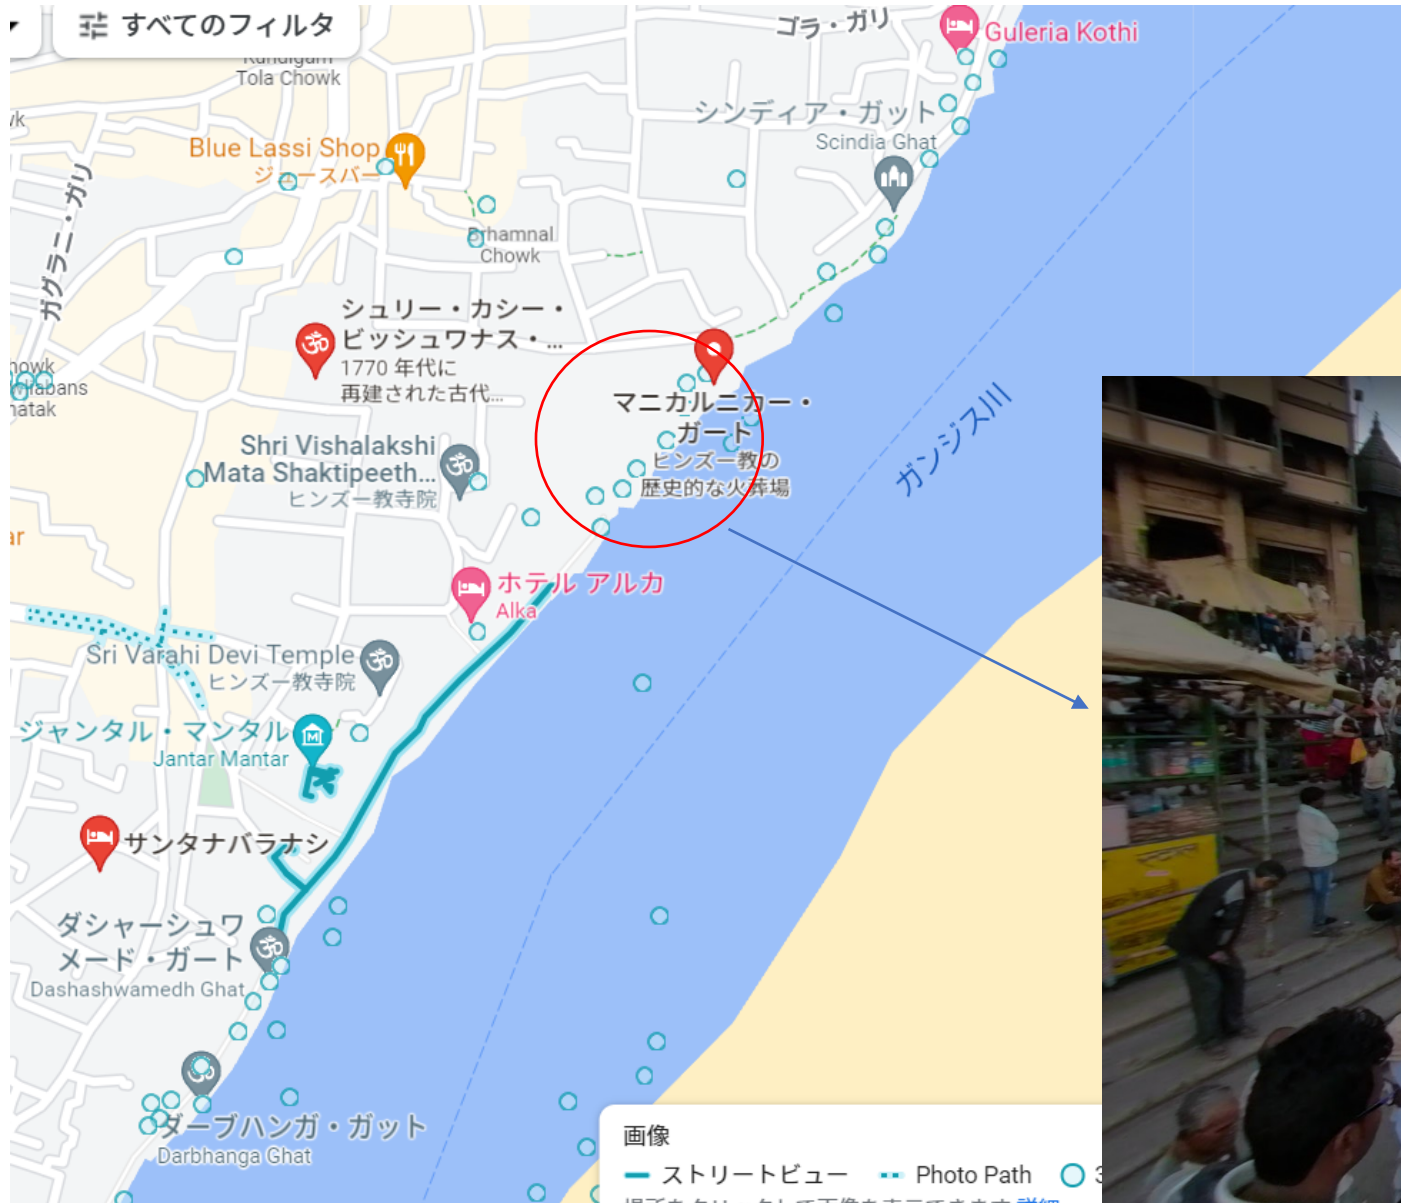 すべてのフィルタ
Kundigam
Tola Chowk
ゴラ・ガリ
Guleria Kothi
シンディア・ガット
Scindia Ghat
Blue Lassi Shop
ジュースバー
ガグラニ・ガリ
Brhamnal
Chowk
シュリー・カシー・
ビッシュワナス・...
1770 年代に
再建された古代...
マニカルニカー・
ガート
ヒンズー教の
歴史的な火葬場
ガンジス川
Shri Vishalakshi
Mata Shaktipeeth...
ヒンズー教寺院
ホテル アルカ
Alka
Sri Varahi Devi Temple
ヒンズー教寺院
ジャンタル・マンタル
Jantar Mantar
サンタナバラナシ
ダシャーシュワ
メード・ガート
Dashashwamedh Ghat
ダーブハンガ・ガット
Darbhanga Ghat
画像
ストリートビュー Photo Path